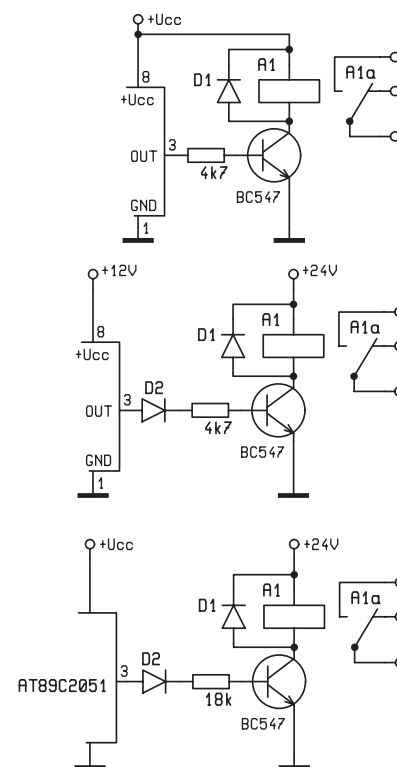 +Ucc
8
+Ucc
D1
A1
A1a
OUT
3
4k7
BC547
GND
1
+12V
+24V
8
+Ucc
D1
A1
A1a
D2
OUT
3
4k7
BC547
GND
1
+Ucc
+24V
D1
A1
A1a
D2
3
AT89C2051
18k
BC547